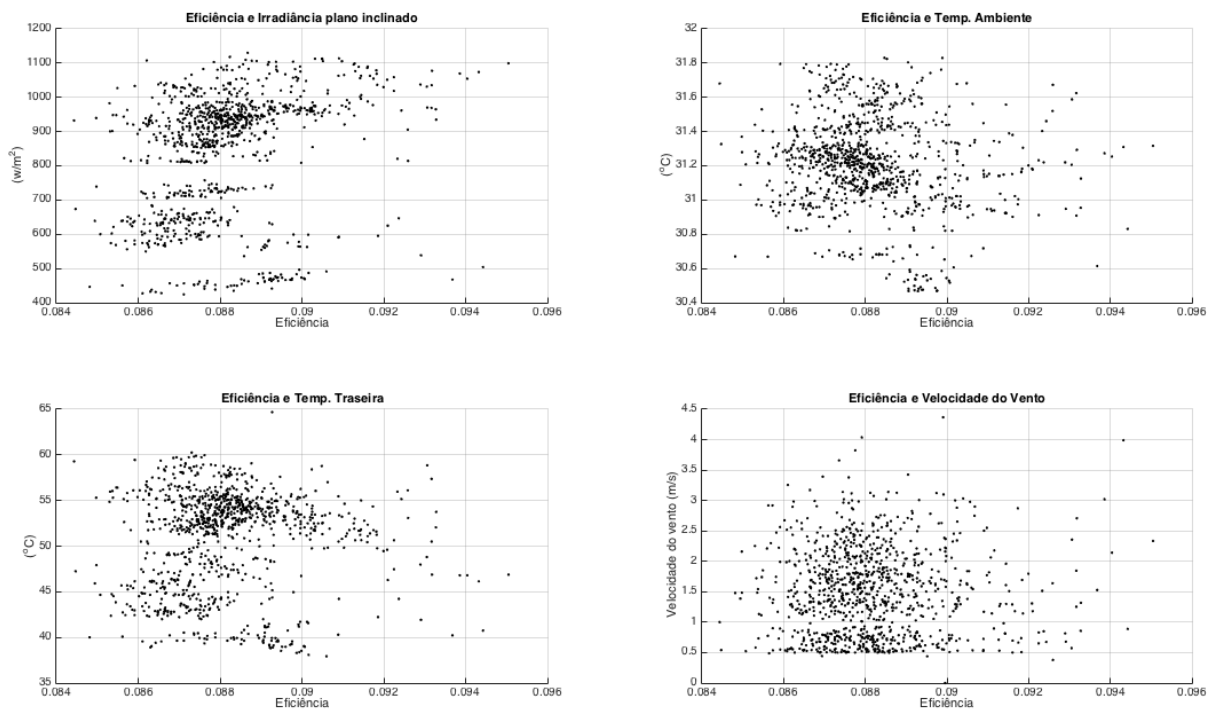 Eficiência e Irradiância plano inclinado
1200
1100
1000
900
800
700
600
500
400
(w/m²)
0.084 0.086 0.088 0.09 0.092 0.094 0.096
Eficiência
Eficiência e Temp. Ambiente
32
31.8
31.6
31.4
31.2
31
30.8
30.6
30.4
(°C)
0.084 0.086 0.088 0.09 0.092 0.094 0.096
Eficiência
Eficiência e Temp. Traseira
65
60
55
50
45
40
35
(°C)
0.084 0.086 0.088 0.09 0.092 0.094 0.096
Eficiência
Eficiência e Velocidade do Vento
4.5
4
3.5
3
2.5
2
1.5
1
0.5
0
Velocidade do vento (m/s)
0.084 0.086 0.088 0.09 0.092 0.094 0.096
Eficiência